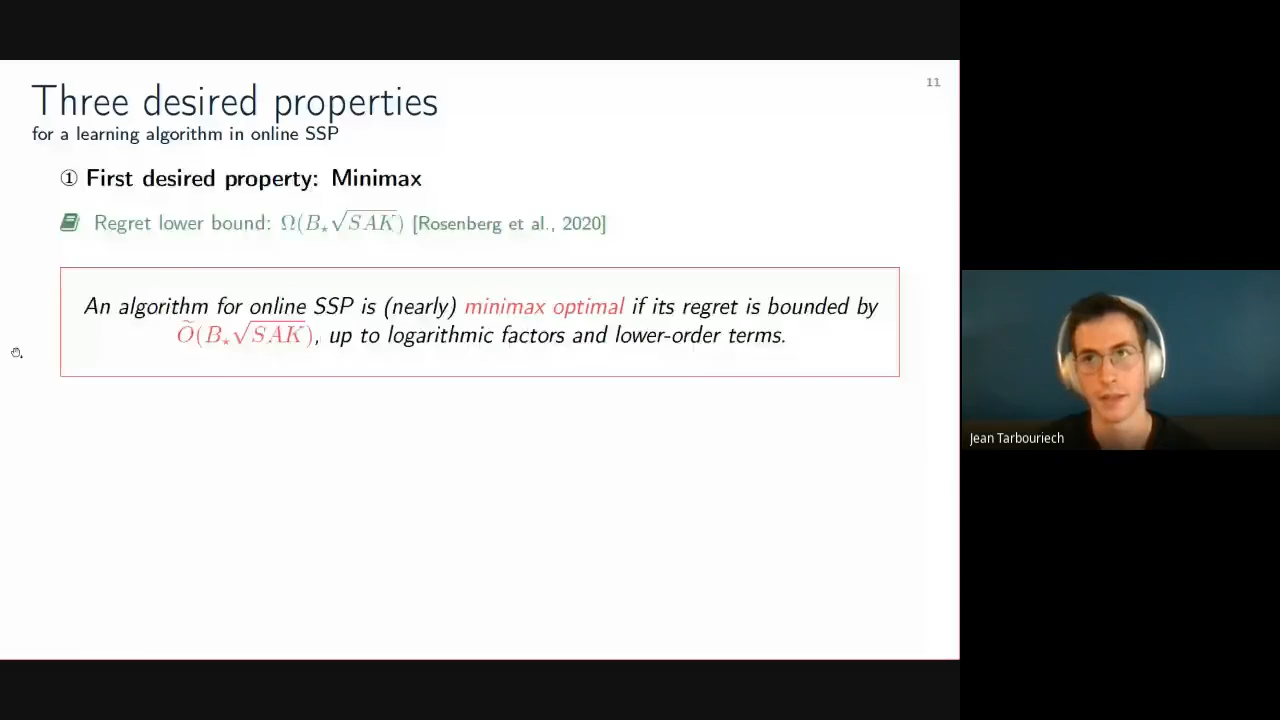 11
Three desired properties
for a learning algorithm in online SSP
① First desired property: Minimax
Regret lower bound: Ω(B⋆√SAK) [Rosenberg et al., 2020]
An algorithm for online SSP is (nearly) minimax optimal if its regret is bounded by
Õ(B⋆√SAK), up to logarithmic factors and lower-order terms.
Jean Tarbouriech